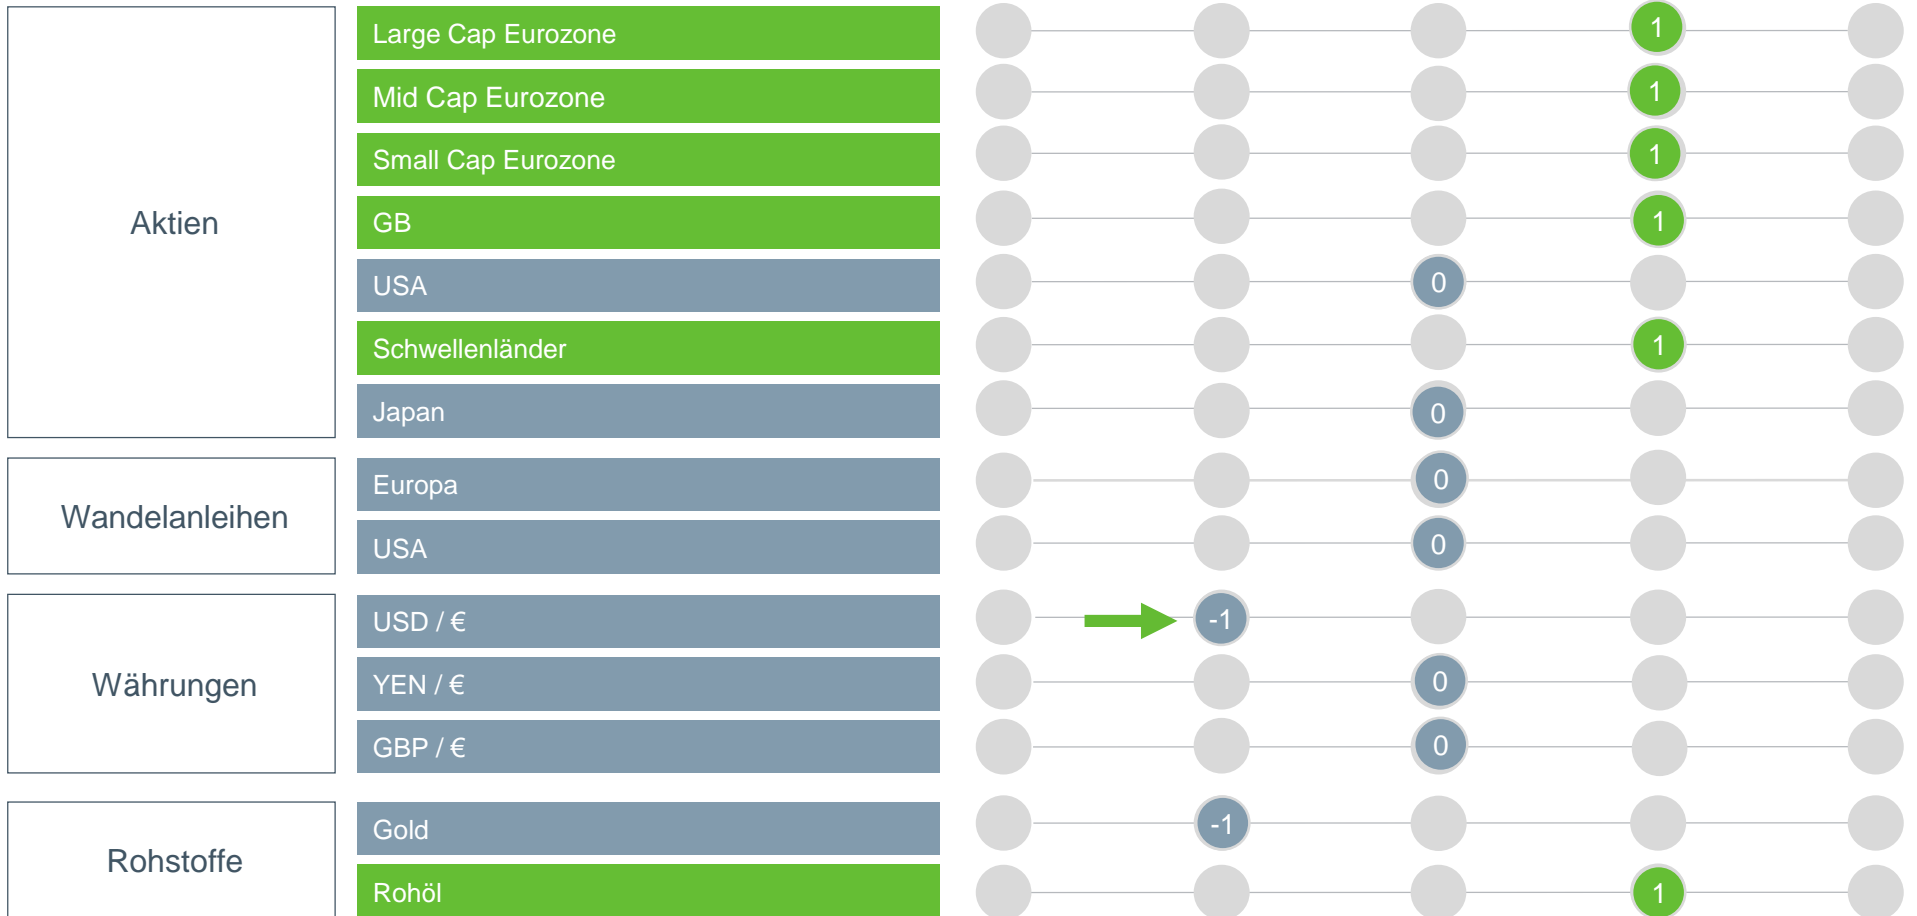 Aktien
Large Cap Eurozone 1
Mid Cap Eurozone 1
Small Cap Eurozone 1
GB 1
USA 0
Schwellenländer 1
Japan 0
Wandelanleihen
Europa 0
USA 0
Währungen
USD / € -1
YEN / € 0
GBP / € 0
Rohstoffe
Gold -1
Rohöl 1